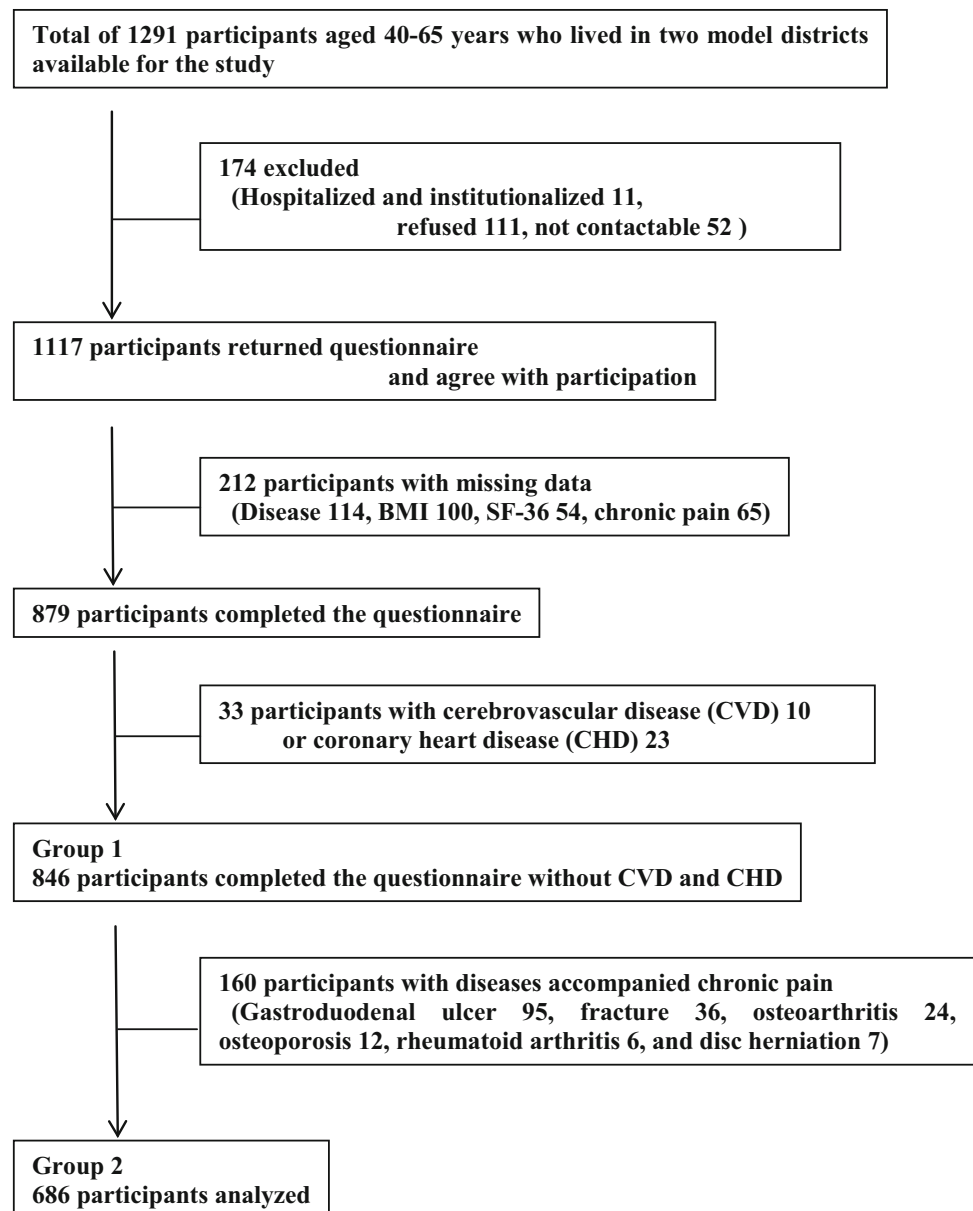 Total of 1291 participants aged 40-65 years who lived in two model districts
available for the study
174 excluded
(Hospitalized and institutionalized 11,
refused 111, not contactable 52 )
1117 participants returned questionnaire
and agree with participation
212 participants with missing data
(Disease 114, BMI 100, SF-36 54, chronic pain 65)
879 participants completed the questionnaire
33 participants with cerebrovascular disease (CVD) 10
or coronary heart disease (CHD) 23
Group 1
846 participants completed the questionnaire without CVD and CHD
160 participants with diseases accompanied chronic pain
(Gastroduodenal ulcer 95, fracture 36, osteoarthritis 24,
osteoporosis 12, rheumatoid arthritis 6, and disc herniation 7)
Group 2
686 participants analyzed